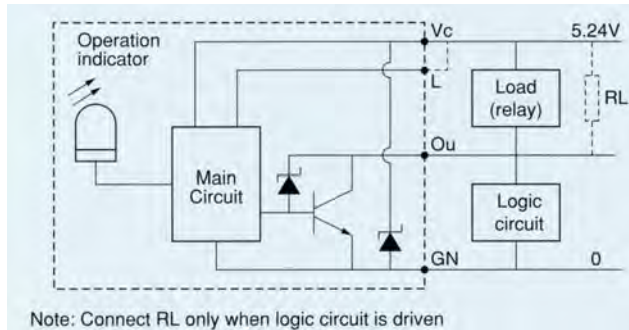 Operation
indicator
Vc
5.24V
L
Load
(relay)
RL
Ou
Main
Circuit
Logic
circuit
GN
0
Note: Connect RL only when logic circuit is driven